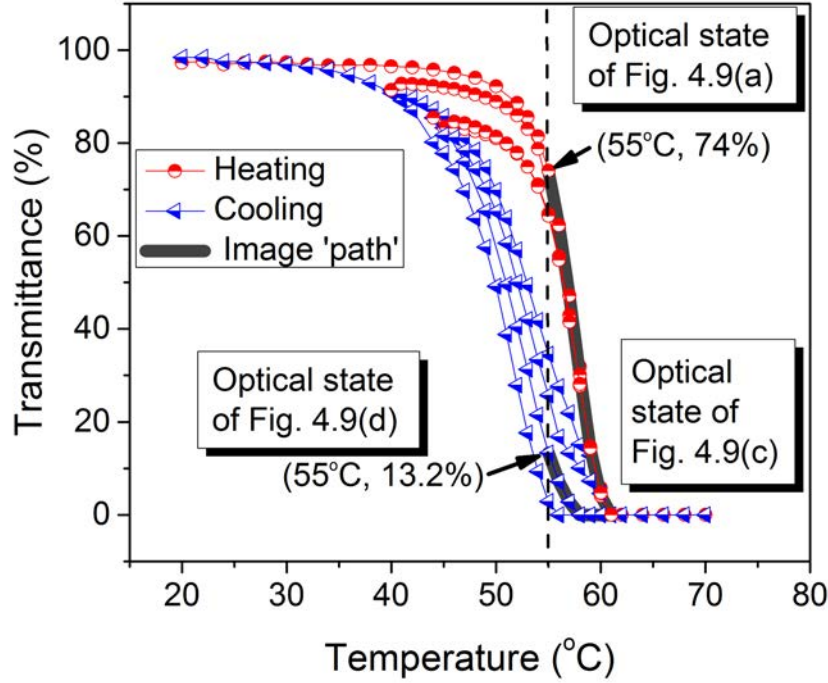 Optical state
of Fig. 4.9(a)
(55°C, 74%)
Heating
Cooling
Image 'path'
Optical state
of Fig. 4.9(d)
(55°C, 13.2%)
Optical
state of
Fig. 4.9(c)
Transmittance (%)
100
80
60
40
20
0
20
30
40
50
60
70
80
Temperature (°C)